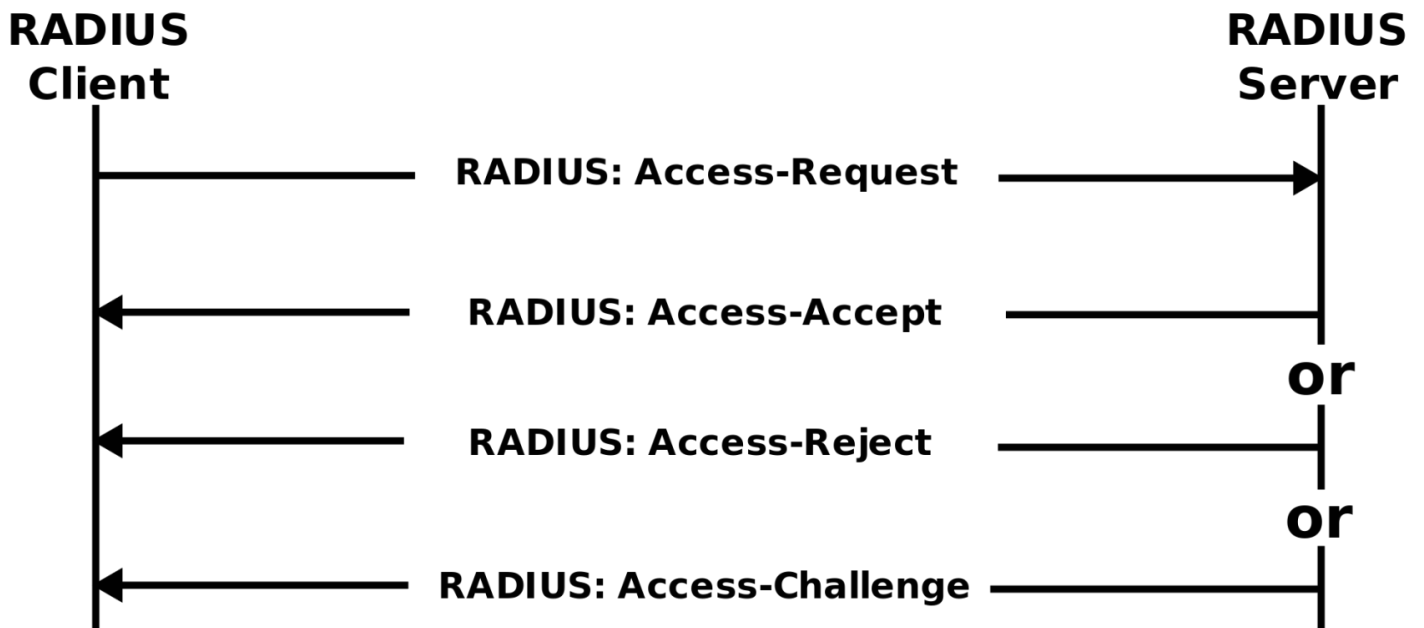 RADIUS
Client
RADIUS
Server
RADIUS: Access-Request
RADIUS: Access-Accept
or
RADIUS: Access-Reject
or
RADIUS: Access-Challenge